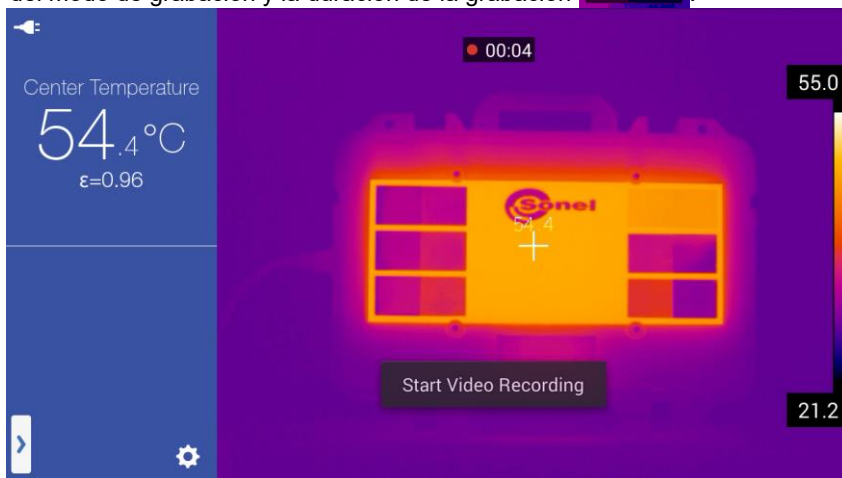 del modo de grabación y la duración de la grabación
00:04
Center Temperature
54.4°C
ε=0.96
55.0
Sonel
54.4
Start Video Recording
21.2